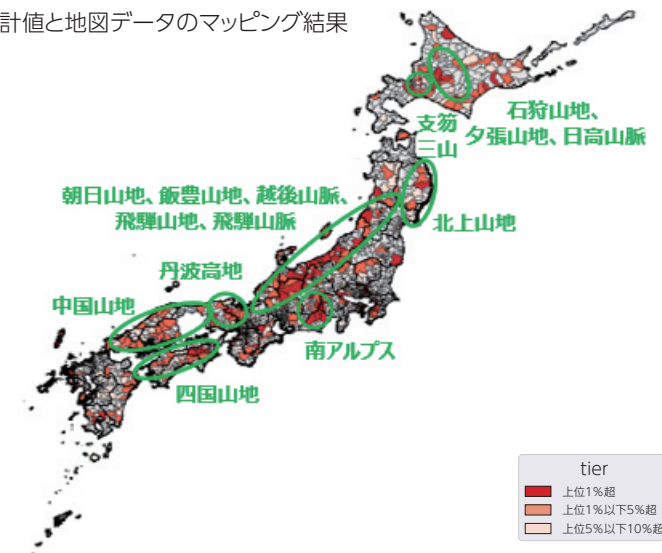 計値と地図データのマッピング結果
石狩山地、
夕張山地、日高山脈
支笏
三山
朝日山地、飯豊山地、越後山脈、
飛騨山地、飛騨山脈
北上山地
丹波高地
中国山地
南アルプス
四国山地
tier
上位1%超
上位1%以下5%超
上位5%以下10%超